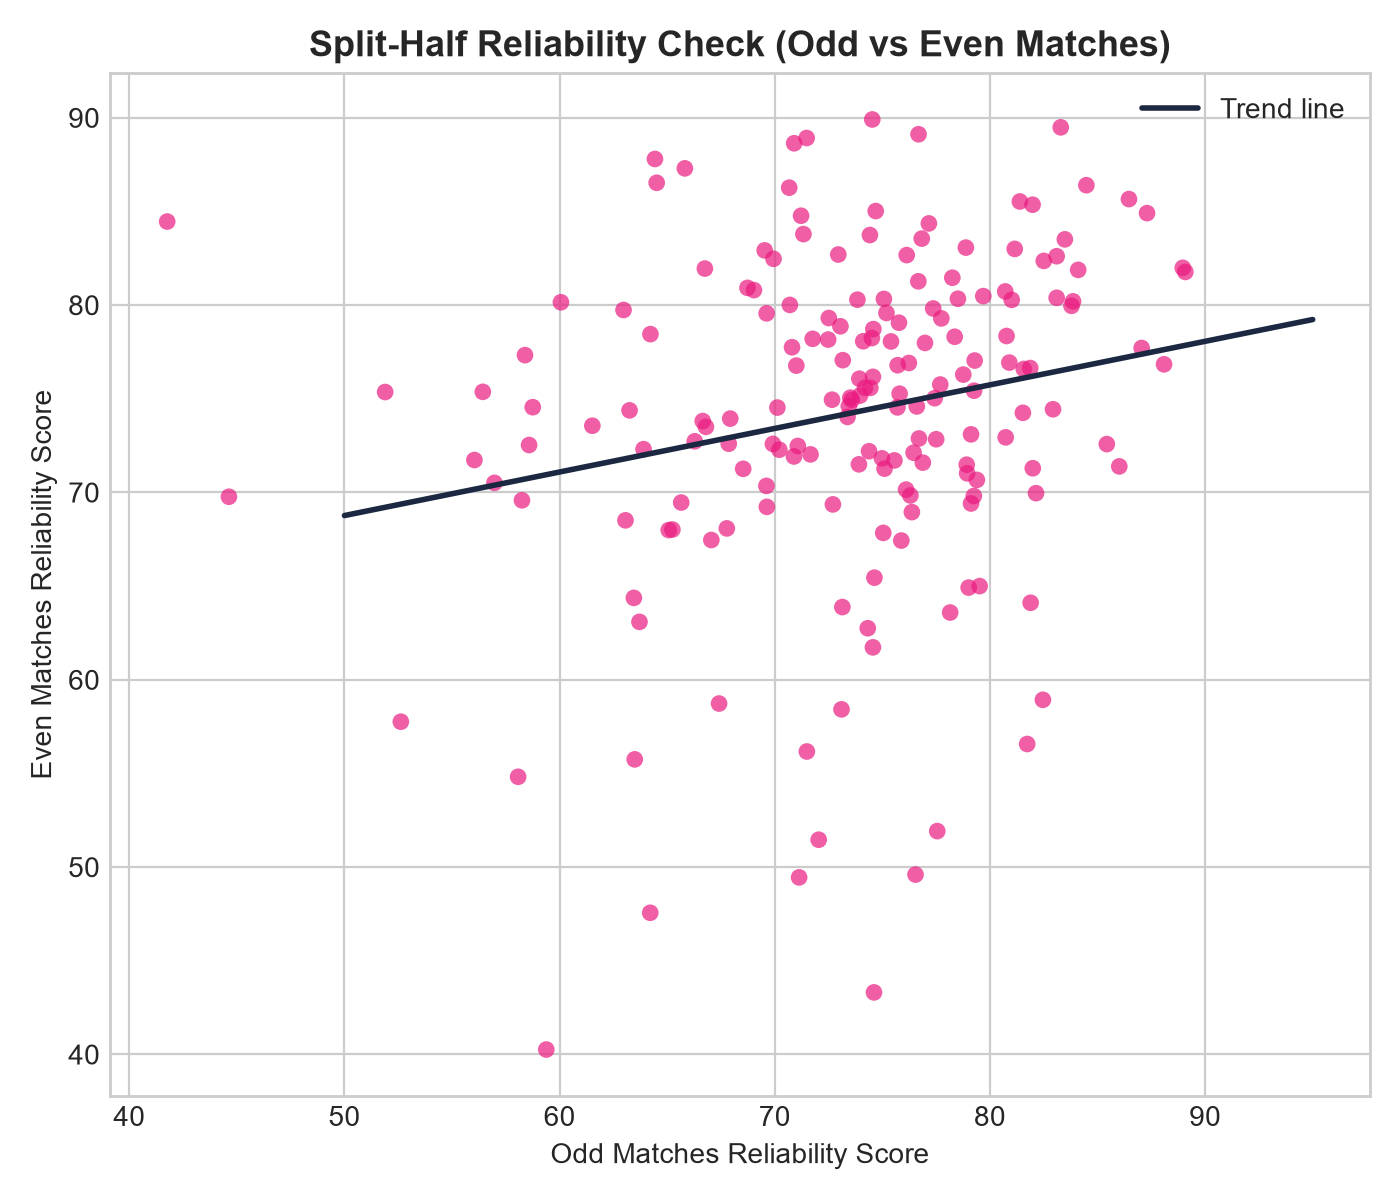 Split-Half Reliability Check (Odd vs Even Matches)
Trend line
90
80
70
60
50
40
Even Matches Reliability Score
40 50 60 70 80 90
Odd Matches Reliability Score